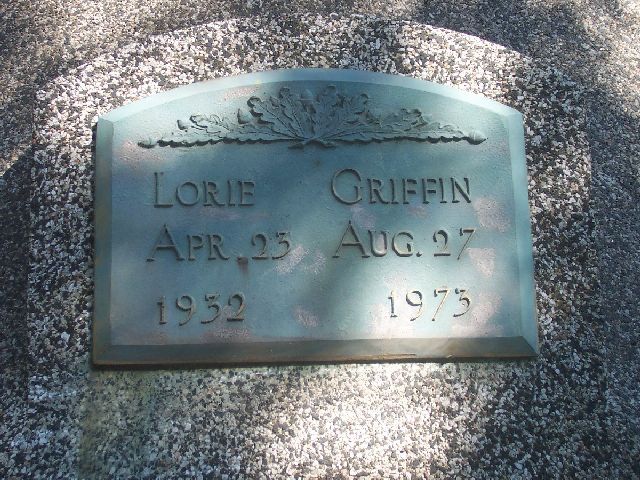 LORIE GRIFFIN
APR. 23 AUG. 27
1932 1973